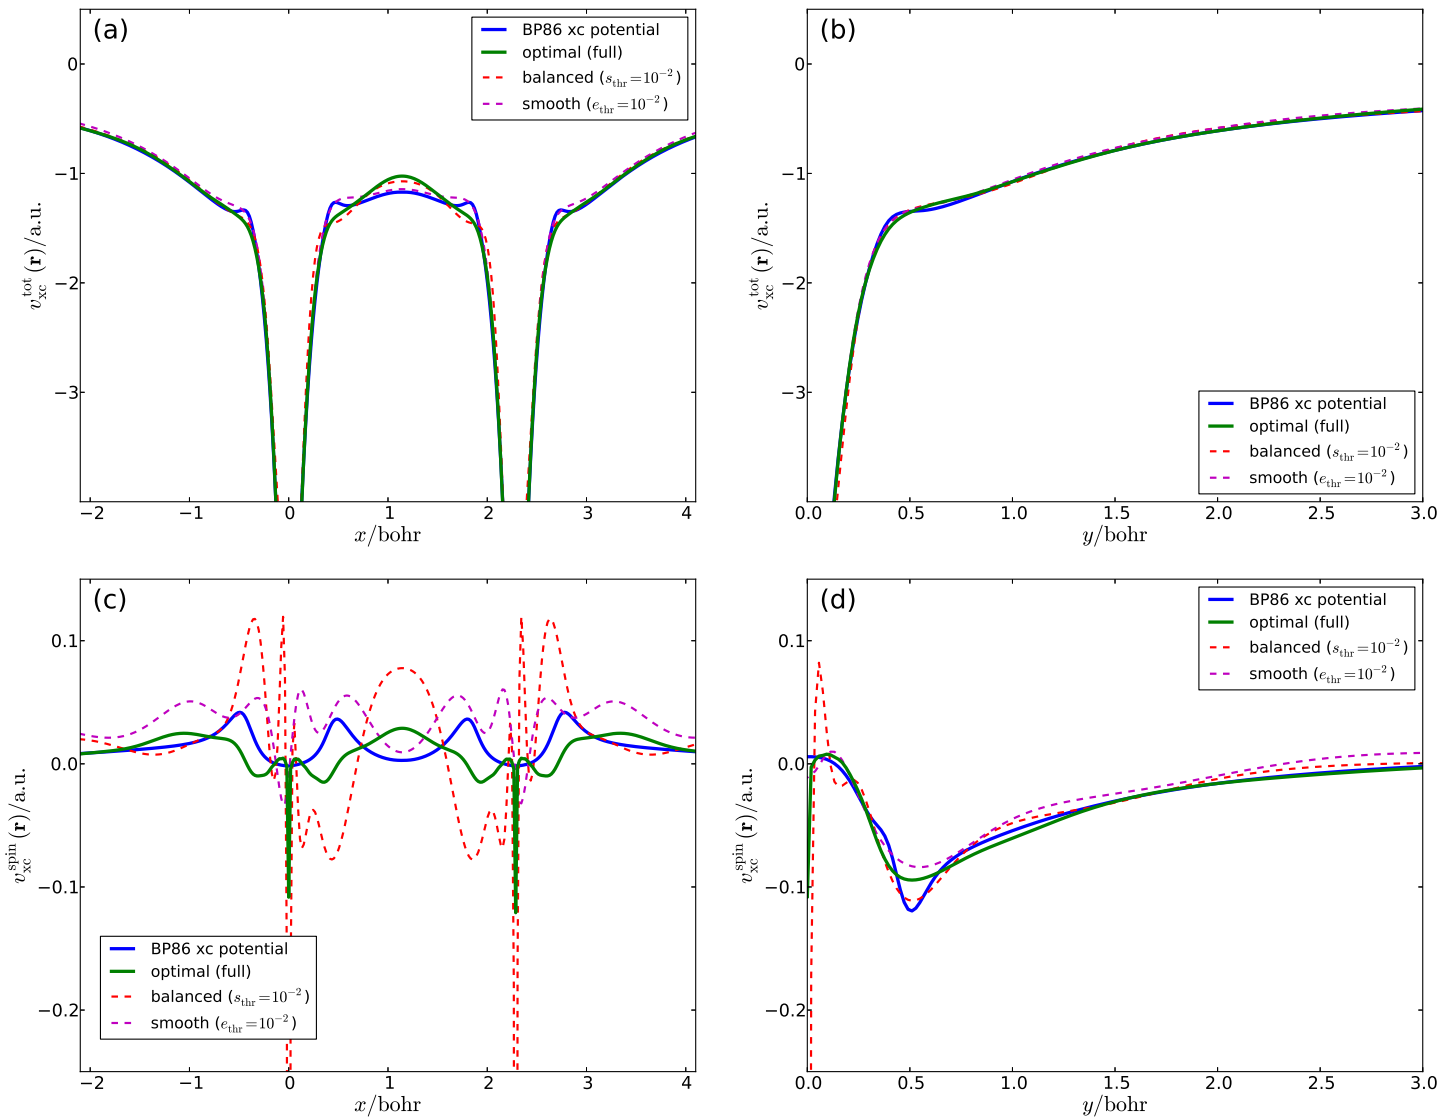 (a)
BP86 xc potential
optimal (full)
balanced (s_thr=10^−2)
smooth (e_thr=10^−2)
0
−1
−2
−3
v_xc^tot (r)/a.u.
−2 −1 0 1 2 3 4
x/bohr
(b)
0
−1
−2
−3
v_xc^tot (r)/a.u.
BP86 xc potential
optimal (full)
balanced (s_thr=10^−2)
smooth (e_thr=10^−2)
0.0 0.5 1.0 1.5 2.0 2.5 3.0
y/bohr
(c)
0.1
0.0
−0.1
−0.2
v_xc^spin (r)/a.u.
BP86 xc potential
optimal (full)
balanced (s_thr=10^−2)
smooth (e_thr=10^−2)
−2 −1 0 1 2 3 4
x/bohr
(d)
BP86 xc potential
optimal (full)
balanced (s_thr=10^−2)
smooth (e_thr=10^−2)
0.1
0.0
−0.1
−0.2
v_xc^spin (r)/a.u.
0.0 0.5 1.0 1.5 2.0 2.5 3.0
y/bohr